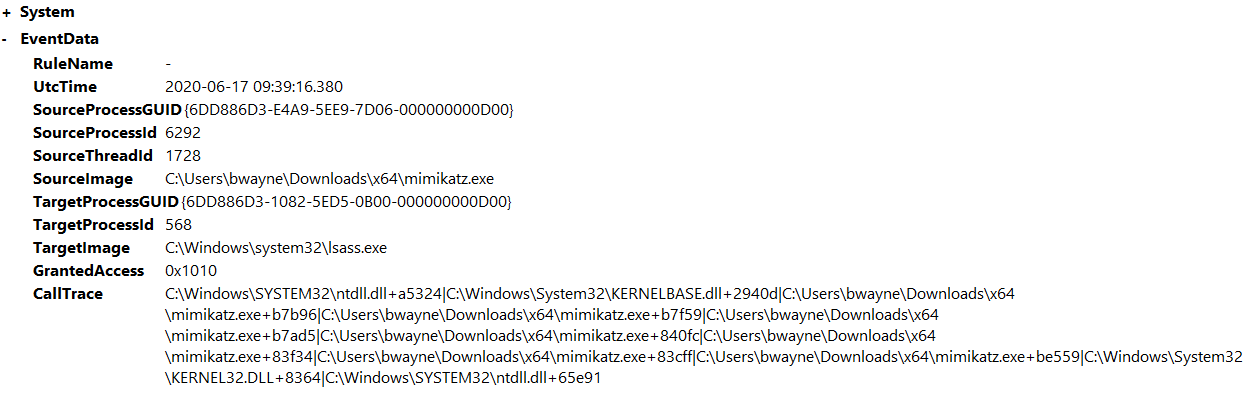 + System
- EventData
RuleName -
UtcTime 2020-06-17 09:39:16.380
SourceProcessGUID {6DD886D3-E4A9-5EE9-7D06-000000000D00}
SourceProcessId 6292
SourceThreadId 1728
SourceImage C:\Users\bwayne\Downloads\x64\mimikatz.exe
TargetProcessGUID {6DD886D3-1082-5ED5-0B00-000000000D00}
TargetProcessId 568
TargetImage C:\Windows\system32\lsass.exe
GrantedAccess 0x1010
CallTrace C:\Windows\SYSTEM32\ntdll.dll+a5324|C:\Windows\System32\KERNELBASE.dll+2940d|C:\Users\bwayne\Downloads\x64
\mimikatz.exe+b7b96|C:\Users\bwayne\Downloads\x64\mimikatz.exe+b7f59|C:\Users\bwayne\Downloads\x64
\mimikatz.exe+b7ad5|C:\Users\bwayne\Downloads\x64\mimikatz.exe+840fc|C:\Users\bwayne\Downloads\x64
\mimikatz.exe+83f34|C:\Users\bwayne\Downloads\x64\mimikatz.exe+83cff|C:\Users\bwayne\Downloads\x64\mimikatz.exe+be559|C:\Windows\System32
\KERNEL32.DLL+8364|C:\Windows\SYSTEM32\ntdll.dll+65e91